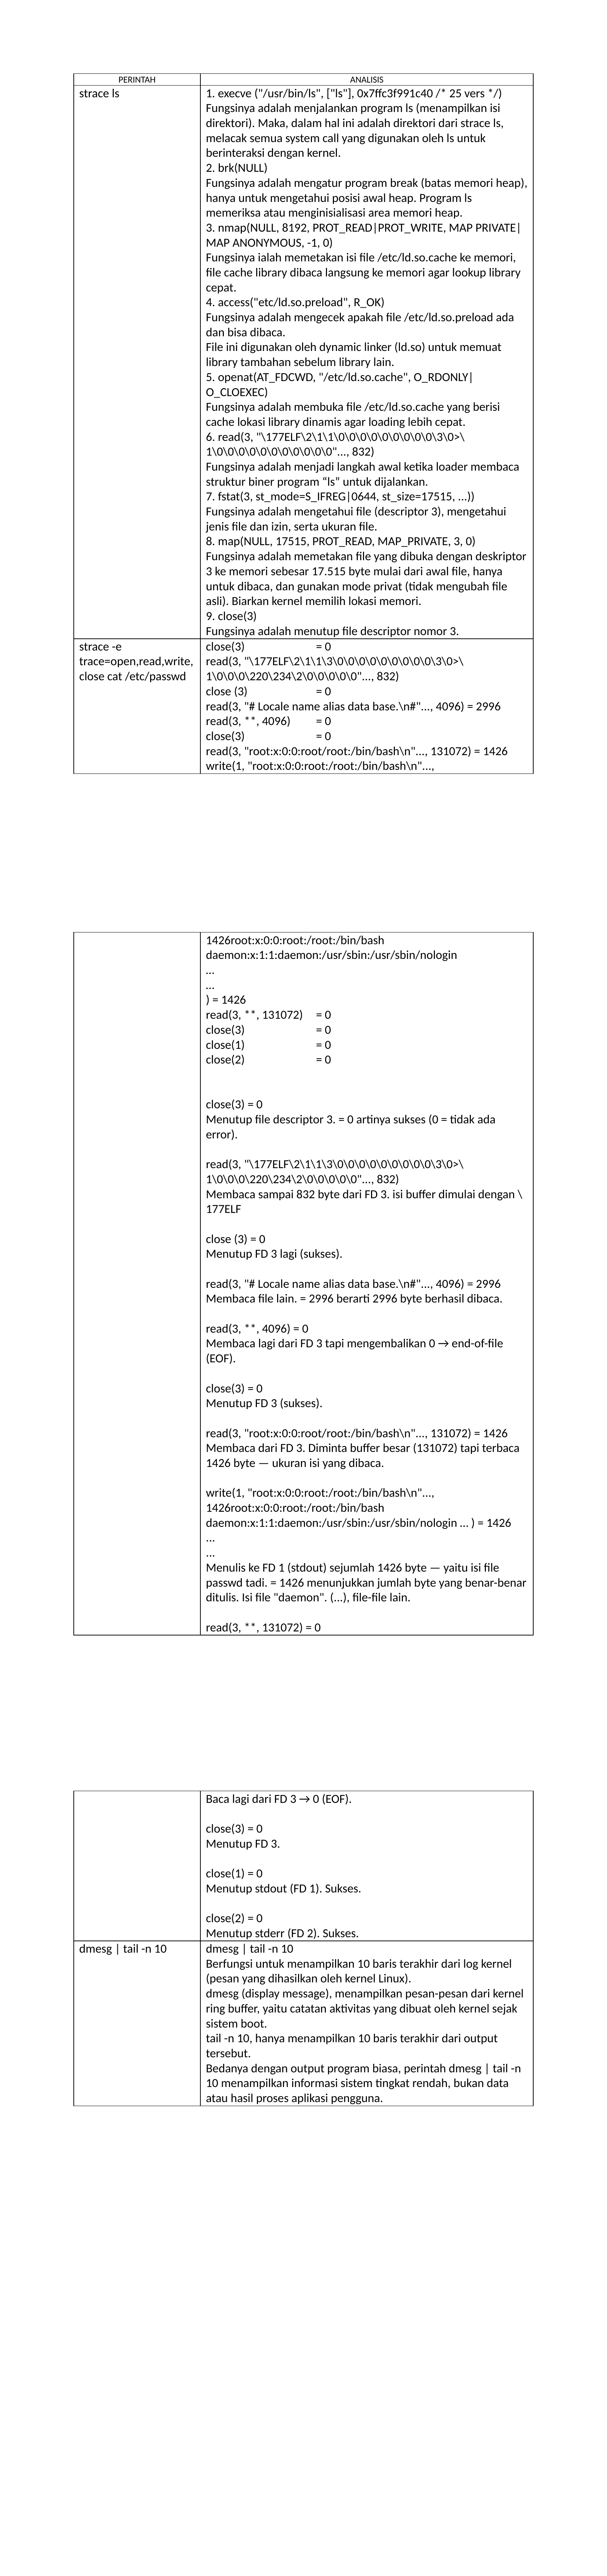 PERINTAH
ANALISIS
strace ls
1. execve ("/usr/bin/ls", ["ls"], 0x7ffc3f991c40 /* 25 vers */)
Fungsinya adalah menjalankan program ls (menampilkan isi
direktori). Maka, dalam hal ini adalah direktori dari strace ls,
melacak semua system call yang digunakan oleh ls untuk
berinteraksi dengan kernel.
2. brk(NULL)
Fungsinya adalah mengatur program break (batas memori heap),
hanya untuk mengetahui posisi awal heap. Program ls
memeriksa atau menginisialisasi area memori heap.
3. nmap(NULL, 8192, PROT_READ|PROT_WRITE, MAP PRIVATE|
MAP ANONYMOUS, -1, 0)
Fungsinya ialah memetakan isi file /etc/ld.so.cache ke memori,
file cache library dibaca langsung ke memori agar lookup library
cepat.
4. access("etc/ld.so.preload", R_OK)
Fungsinya adalah mengecek apakah file /etc/ld.so.preload ada
dan bisa dibaca.
File ini digunakan oleh dynamic linker (ld.so) untuk memuat
library tambahan sebelum library lain.
5. openat(AT_FDCWD, "/etc/ld.so.cache", O_RDONLY|
O_CLOEXEC)
Fungsinya adalah membuka file /etc/ld.so.cache yang berisi
cache lokasi library dinamis agar loading lebih cepat.
6. read(3, "\177ELF\2\1\1\0\0\0\0\0\0\0\0\0\3\0>\
1\0\0\0\0\0\0\0\0\0\0\0"..., 832)
Fungsinya adalah menjadi langkah awal ketika loader membaca
struktur biner program “ls” untuk dijalankan.
7. fstat(3, st_mode=S_IFREG|0644, st_size=17515, ...))
Fungsinya adalah mengetahui file (descriptor 3), mengetahui
jenis file dan izin, serta ukuran file.
8. map(NULL, 17515, PROT_READ, MAP_PRIVATE, 3, 0)
Fungsinya adalah memetakan file yang dibuka dengan deskriptor
3 ke memori sebesar 17.515 byte mulai dari awal file, hanya
untuk dibaca, dan gunakan mode privat (tidak mengubah file
asli). Biarkan kernel memilih lokasi memori.
9. close(3)
Fungsinya adalah menutup file descriptor nomor 3.
strace -e
trace=open,read,write,
close cat /etc/passwd
close(3) = 0
read(3, "\177ELF\2\1\1\3\0\0\0\0\0\0\0\0\3\0>\
1\0\0\0\220\234\2\0\0\0\0\0"..., 832)
close (3) = 0
read(3, "# Locale name alias data base.\n#"..., 4096) = 2996
read(3, **, 4096) = 0
close(3) = 0
read(3, "root:x:0:0:root/root:/bin/bash\n"..., 131072) = 1426
write(1, "root:x:0:0:root:/root:/bin/bash\n"...,
1426root:x:0:0:root:/root:/bin/bash
daemon:x:1:1:daemon:/usr/sbin:/usr/sbin/nologin
...
...
) = 1426
read(3, **, 131072) = 0
close(3) = 0
close(1) = 0
close(2) = 0
close(3) = 0
Menutup file descriptor 3. = 0 artinya sukses (0 = tidak ada
error).
read(3, "\177ELF\2\1\1\3\0\0\0\0\0\0\0\0\3\0>\
1\0\0\0\220\234\2\0\0\0\0\0"..., 832)
Membaca sampai 832 byte dari FD 3. isi buffer dimulai dengan \
177ELF
close (3) = 0
Menutup FD 3 lagi (sukses).
read(3, "# Locale name alias data base.\n#"..., 4096) = 2996
Membaca file lain. = 2996 berarti 2996 byte berhasil dibaca.
read(3, **, 4096) = 0
Membaca lagi dari FD 3 tapi mengembalikan 0 → end-of-file
(EOF).
close(3) = 0
Menutup FD 3 (sukses).
read(3, "root:x:0:0:root/root:/bin/bash\n"..., 131072) = 1426
Membaca dari FD 3. Diminta buffer besar (131072) tapi terbaca
1426 byte — ukuran isi yang dibaca.
write(1, "root:x:0:0:root:/root:/bin/bash\n"...,
1426root:x:0:0:root:/root:/bin/bash
daemon:x:1:1:daemon:/usr/sbin:/usr/sbin/nologin ... ) = 1426
...
...
Menulis ke FD 1 (stdout) sejumlah 1426 byte — yaitu isi file
passwd tadi. = 1426 menunjukkan jumlah byte yang benar-benar
ditulis. Isi file "daemon". (...), file-file lain.
read(3, **, 131072) = 0
Baca lagi dari FD 3 → 0 (EOF).
close(3) = 0
Menutup FD 3.
close(1) = 0
Menutup stdout (FD 1). Sukses.
close(2) = 0
Menutup stderr (FD 2). Sukses.
dmesg | tail -n 10
dmesg | tail -n 10
Berfungsi untuk menampilkan 10 baris terakhir dari log kernel
(pesan yang dihasilkan oleh kernel Linux).
dmesg (display message), menampilkan pesan-pesan dari kernel
ring buffer, yaitu catatan aktivitas yang dibuat oleh kernel sejak
sistem boot.
tail -n 10, hanya menampilkan 10 baris terakhir dari output
tersebut.
Bedanya dengan output program biasa, perintah dmesg | tail -n
10 menampilkan informasi sistem tingkat rendah, bukan data
atau hasil proses aplikasi pengguna.